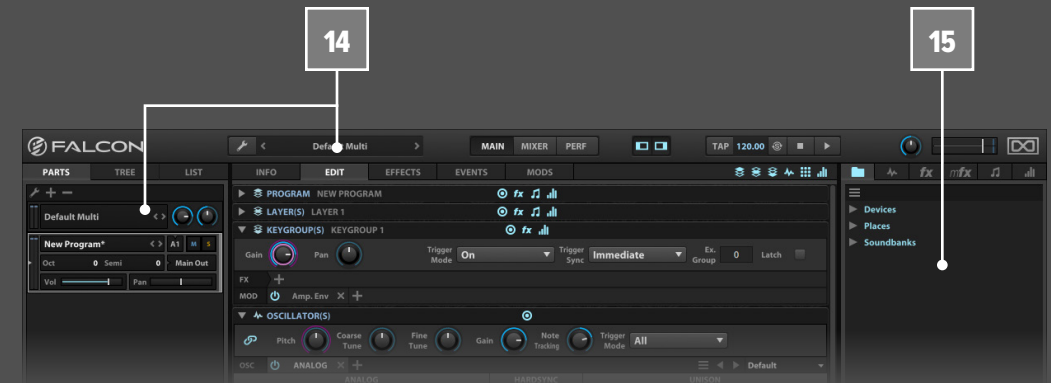 14 15
FALCON Default Multi MAIN MIXER PERF TAP 120.00
PARTS TREE LIST INFO EDIT EFFECTS EVENTS MODS fx mfx
PROGRAM NEW PROGRAM fx
Default Multi LAYER(S) LAYER 1 fx Devices
KEYGROUP(S) KEYGROUP 1 fx Places
New Program* A1 M S Gain Pan Trigger Mode On Trigger Sync Immediate Ex. Group 0 Latch Soundbanks
Oct 0 Semi 0 Main Out
Vol Pan FX
MOD Amp. Env
OSCILLATOR(S)
Pitch Coarse Tune Fine Tune Gain Note Tracking Trigger Mode All
OSC ANALOG Default
ANALOG HARDSYNC UNISON